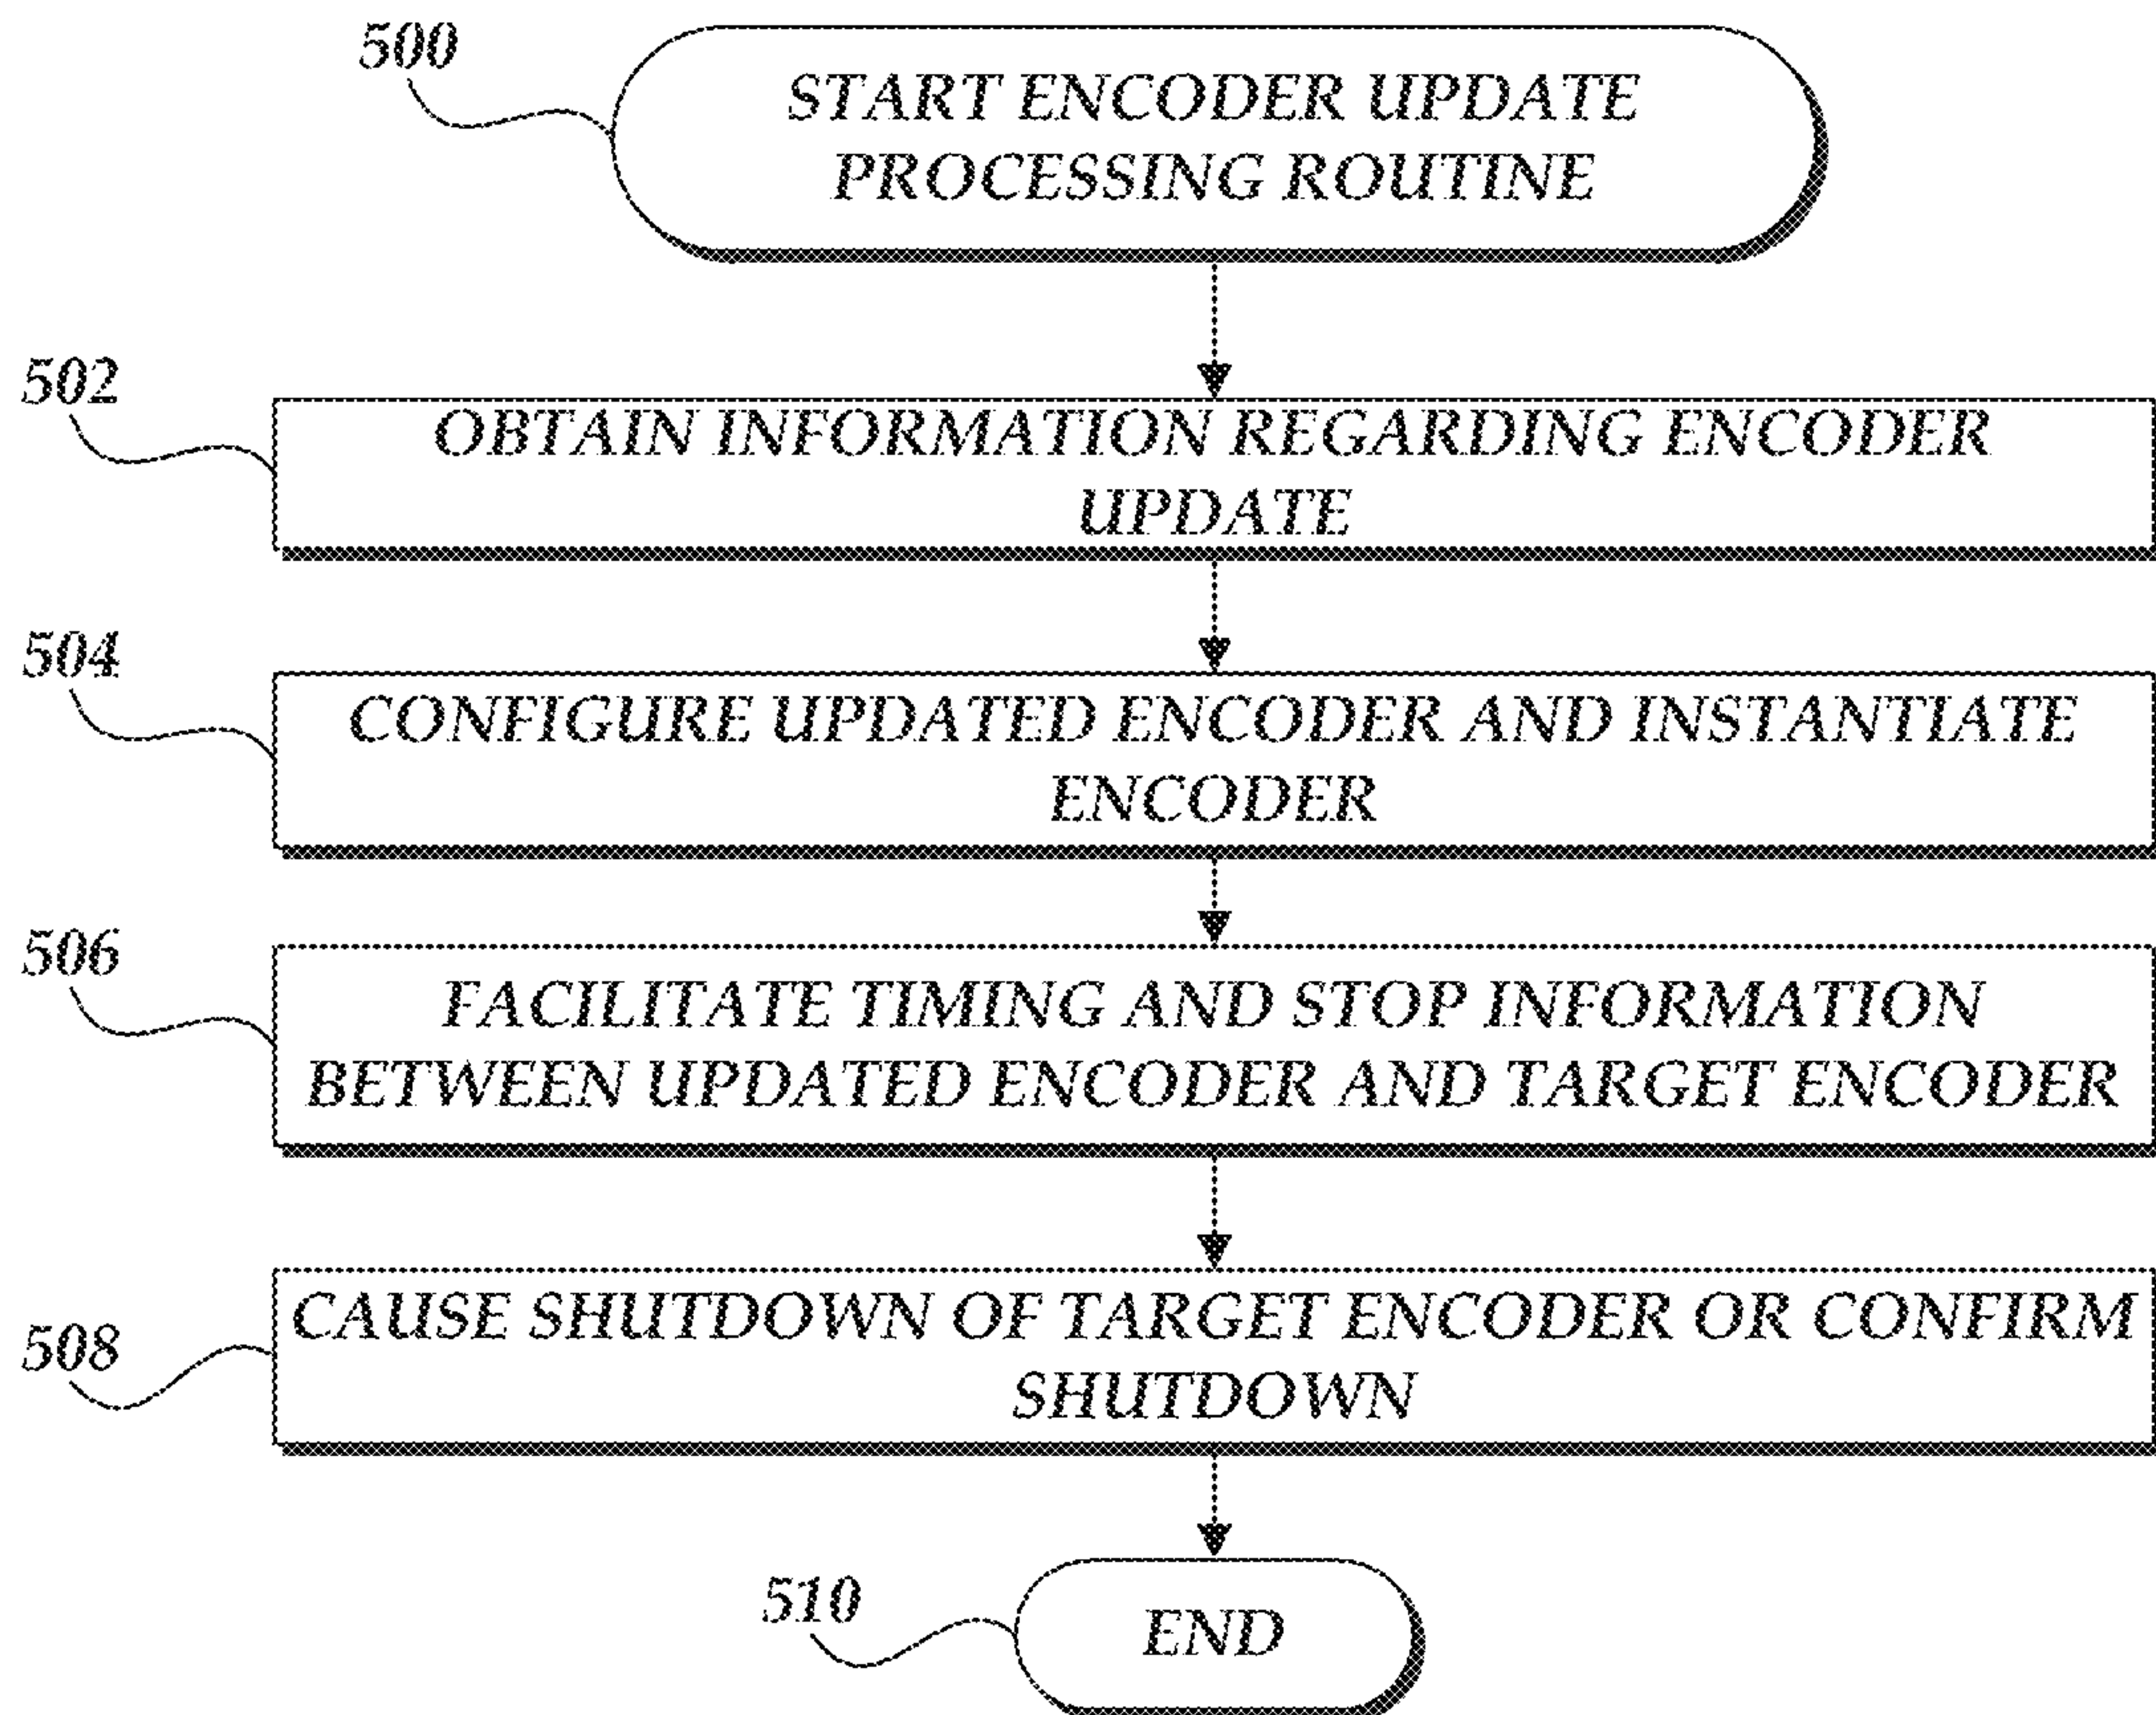 500
START ENCODER UPDATE
PROCESSING ROUTINE
502
OBTAIN INFORMATION REGARDING ENCODER
UPDATE
504
CONFIGURE UPDATED ENCODER AND INSTANTIATE
ENCODER
506
FACILITATE TIMING AND STOP INFORMATION
BETWEEN UPDATED ENCODER AND TARGET ENCODER
508
CAUSE SHUTDOWN OF TARGET ENCODER OR CONFIRM
SHUTDOWN
510
END